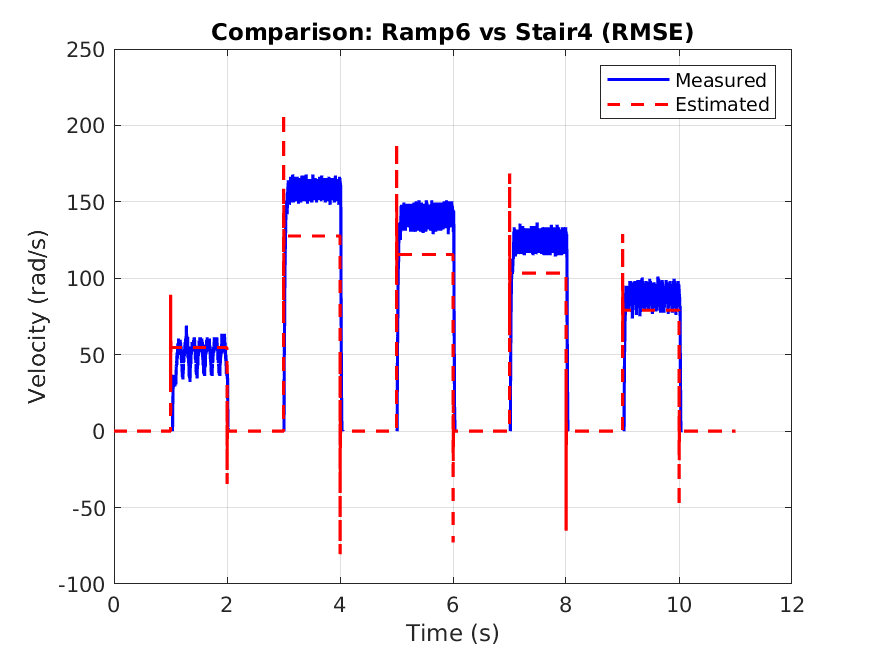 Comparison: Ramp6 vs Stair4 (RMSE)
250
200
150
100
50
0
-50
-100
Velocity (rad/s)
Measured
Estimated
0 2 4 6 8 10 12
Time (s)